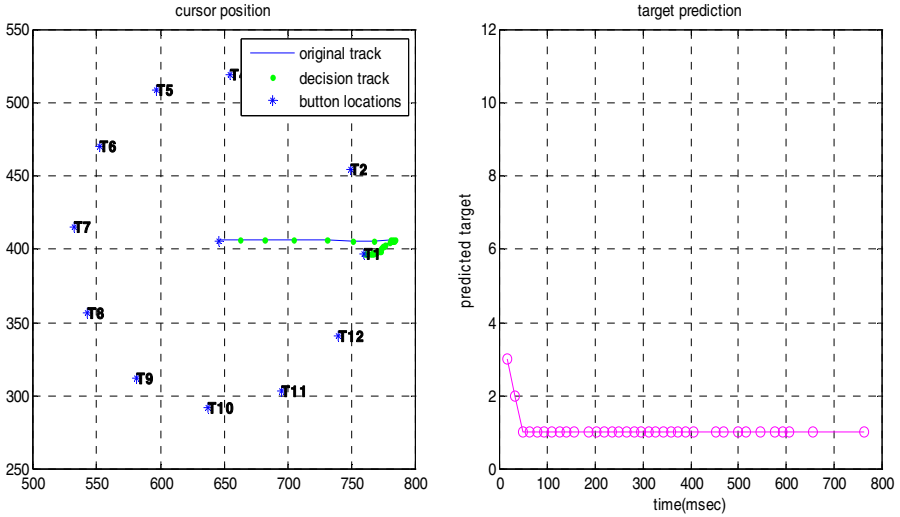 cursor position
550
500
450
400
350
300
250
500
550
600
650
700
750
800
original track
decision track
button locations
T5
T6
T2
T7
T1
T8
T12
T9
T11
T10
target prediction
predicted target
12
10
8
6
4
2
0
0
100
200
300
400
500
600
700
800
time(msec)